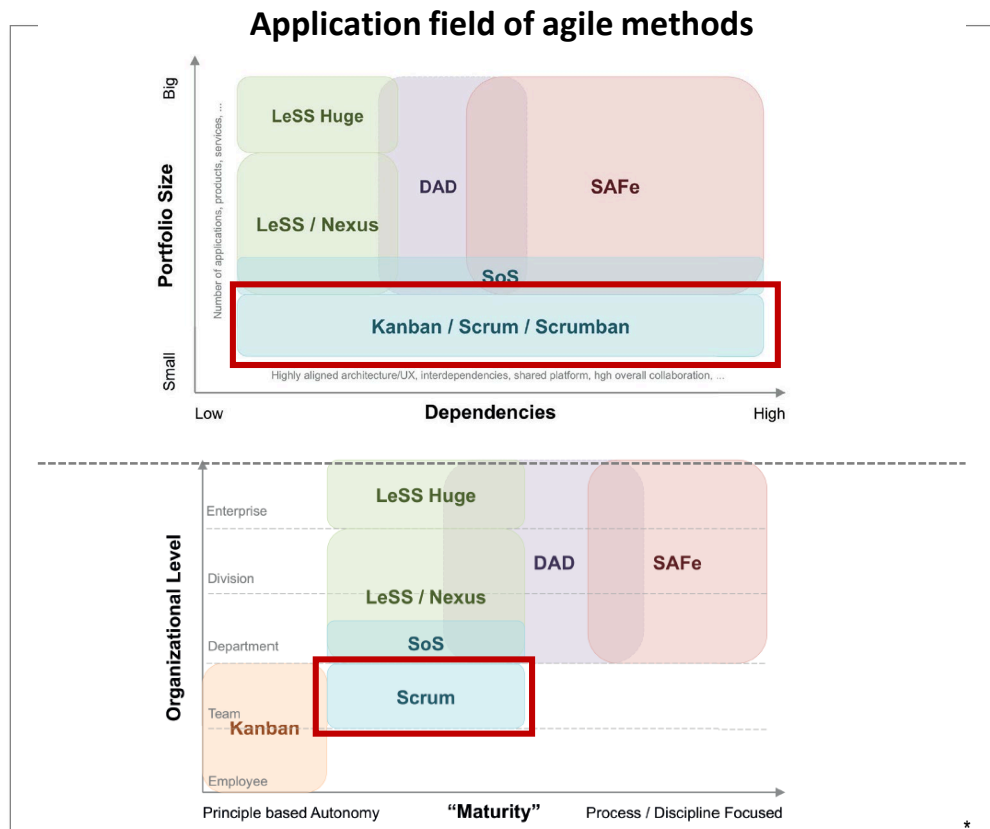 Application field of agile methods
Big
Portfolio Size
Number of applications, products, services, ...
Small
LeSS Huge
DAD
SAFe
LeSS / Nexus
SoS
Kanban / Scrum / Scrumban
Highly aligned architecture/UX, interdependencies, shared platform, hgh overall collaboration, ...
Low
Dependencies
High
Organizational Level
Enterprise
Division
Department
Team
Employee
LeSS Huge
DAD
SAFe
LeSS / Nexus
SoS
Scrum
Kanban
Principle based Autonomy
“Maturity”
Process / Discipline Focused
*